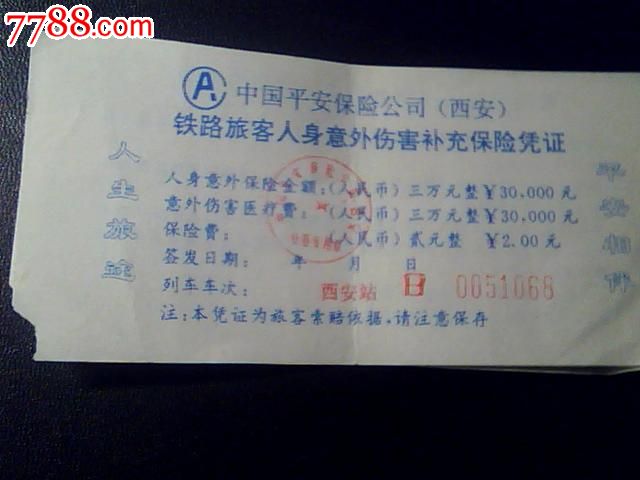 7788.com
A
中国平安保险公司（西安）
铁路旅客人身意外伤害补充保险凭证
人生旅途
平安相伴
人身意外保险金额：（人民币）三万元整￥30,000元
意外伤害医疗费：（人民币）三万元整￥30,000元
保险费：（人民币）贰元整 ￥2.00元
签发日期： 年 月 日
列车车次： 西安站 B 0051068
注：本凭证为旅客索赔依据，请注意保存